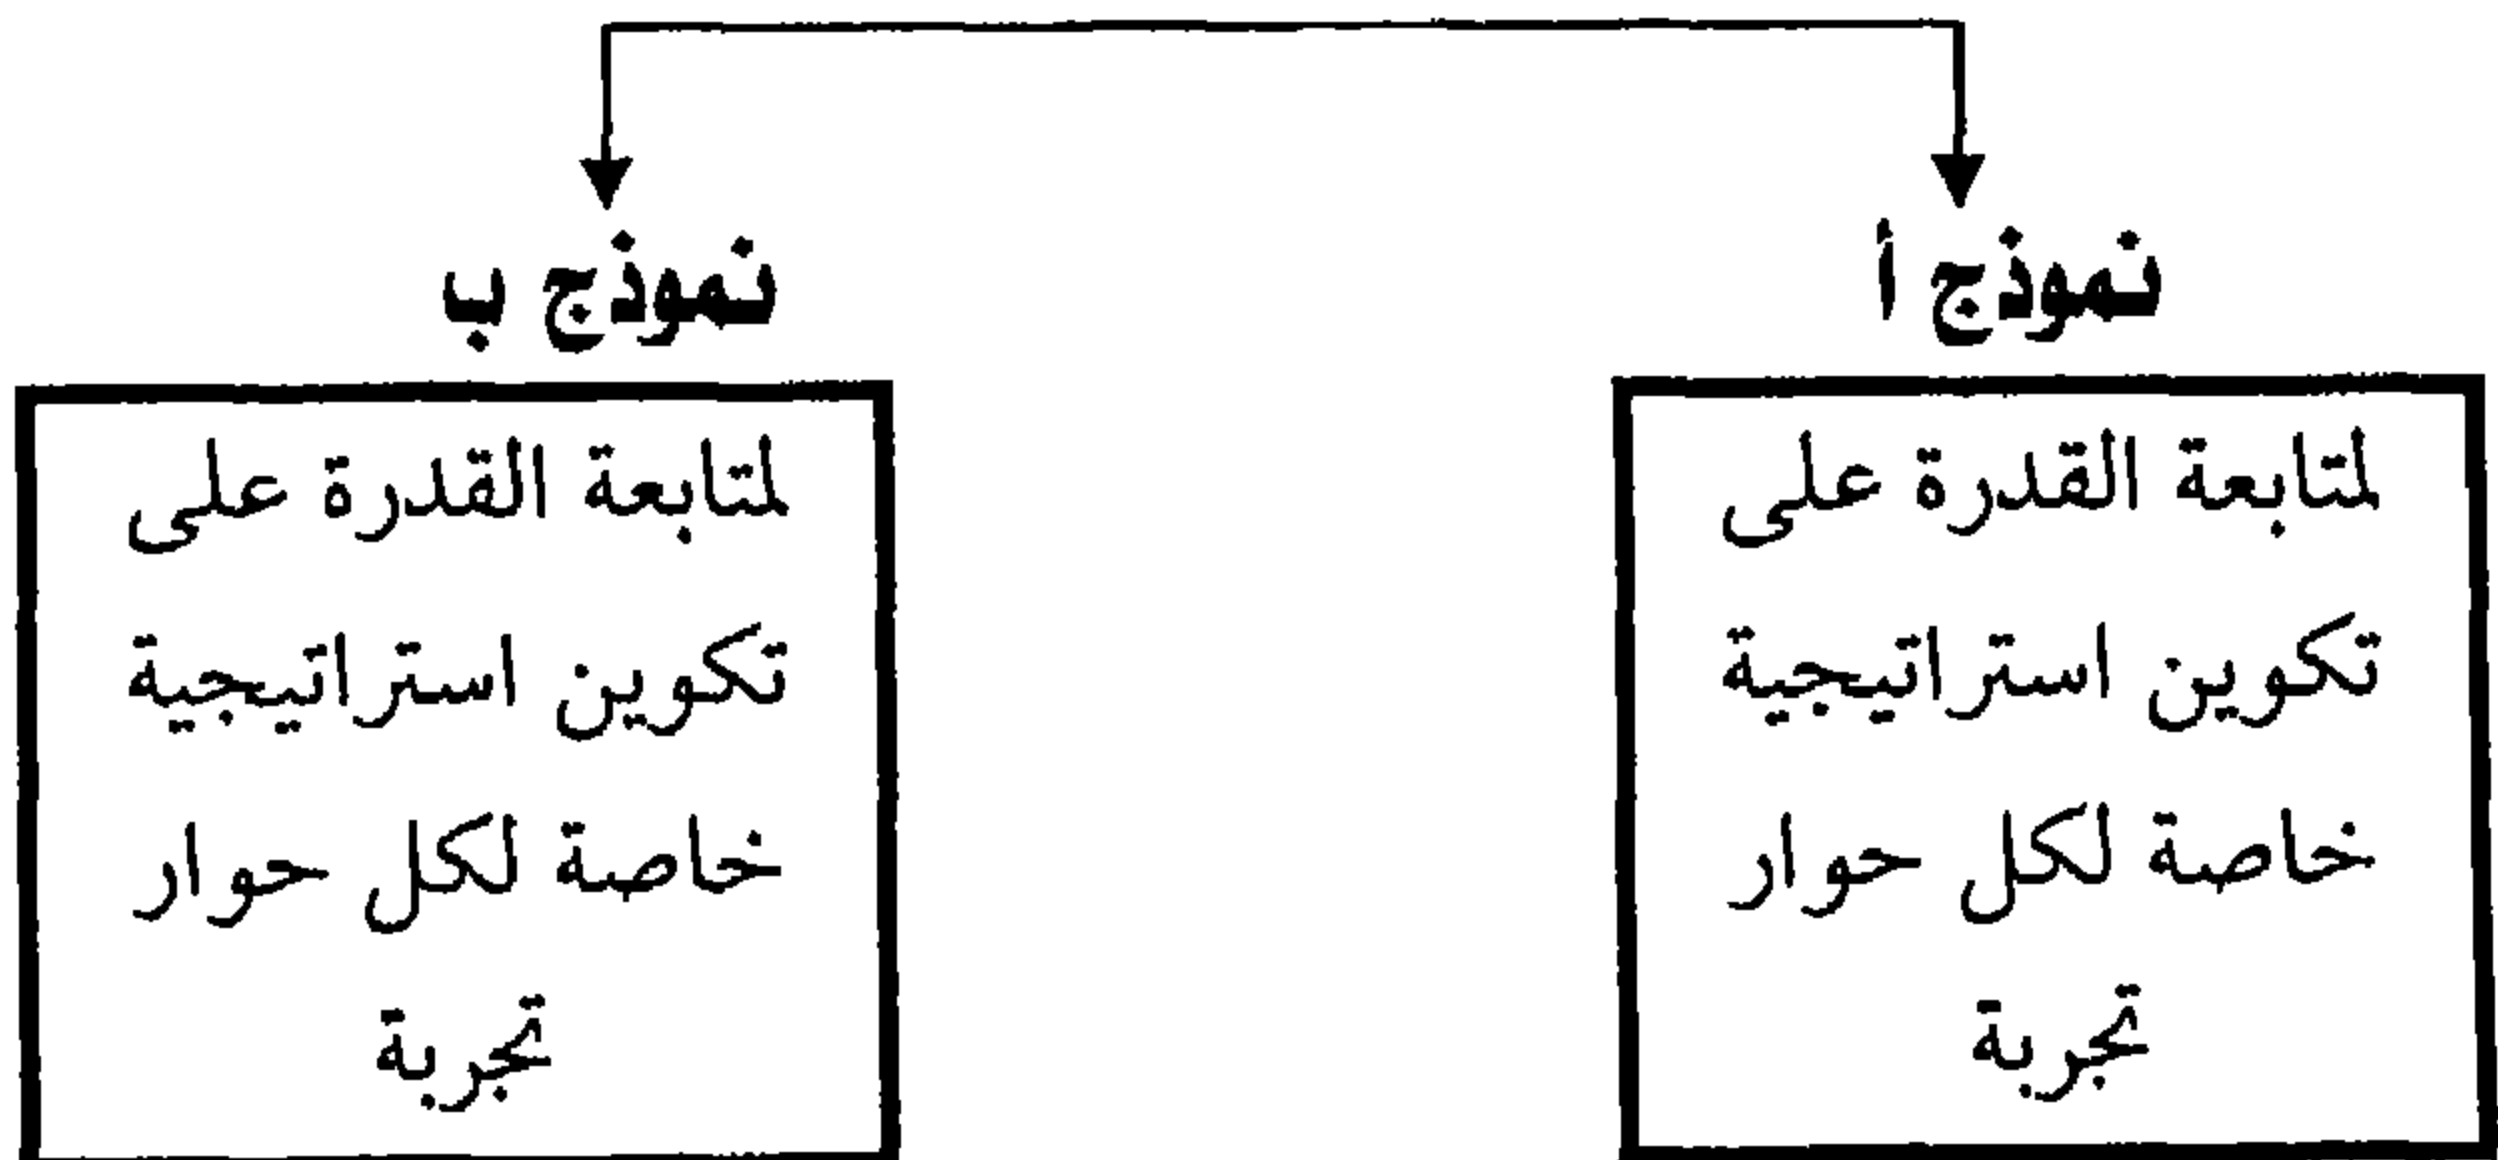 نموذج أ
لمتابعة القدرة على
تكوين استراتيجية
خاصة لكل حوار
تجربة
نموذج ب
لمتابعة القدرة على
تكوين استراتيجية
خاصة لكل حوار
تجربة